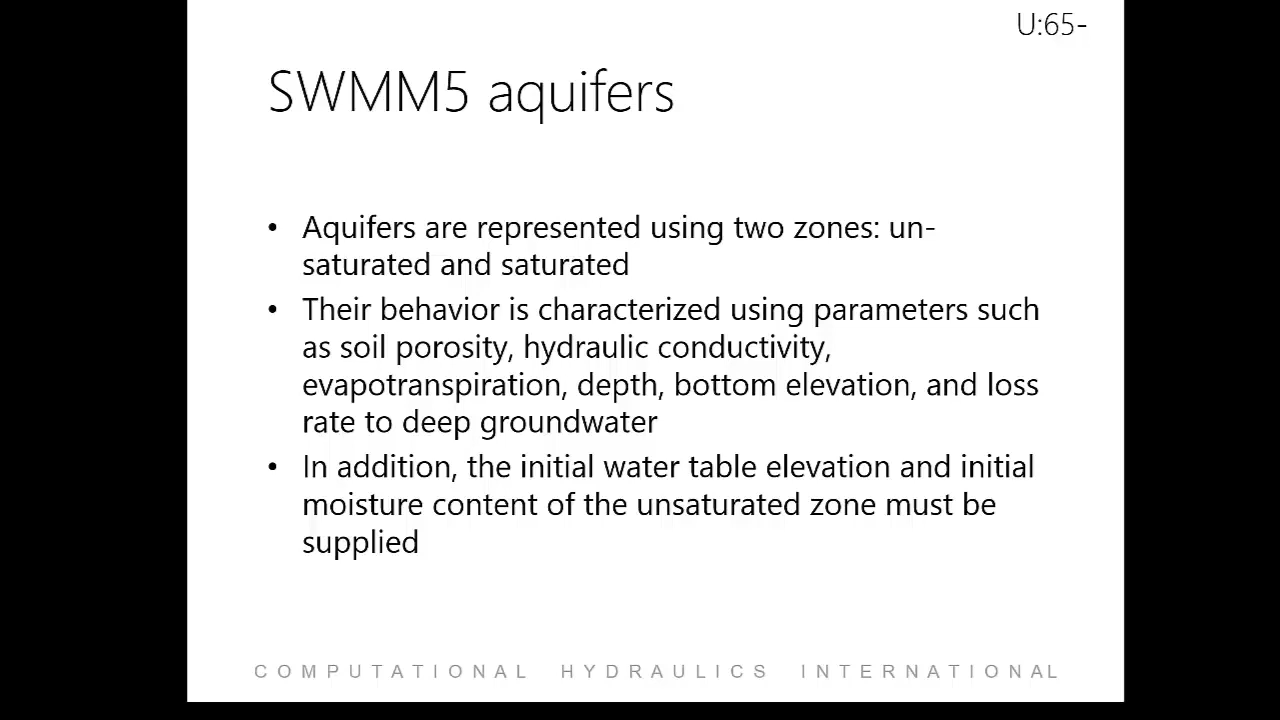 U:65-
SWMM5 aquifers
• Aquifers are represented using two zones: un-
saturated and saturated
• Their behavior is characterized using parameters such
as soil porosity, hydraulic conductivity,
evapotranspiration, depth, bottom elevation, and loss
rate to deep groundwater
• In addition, the initial water table elevation and initial
moisture content of the unsaturated zone must be
supplied
COMPUTATIONAL HYDRAULICS INTERNATIONAL